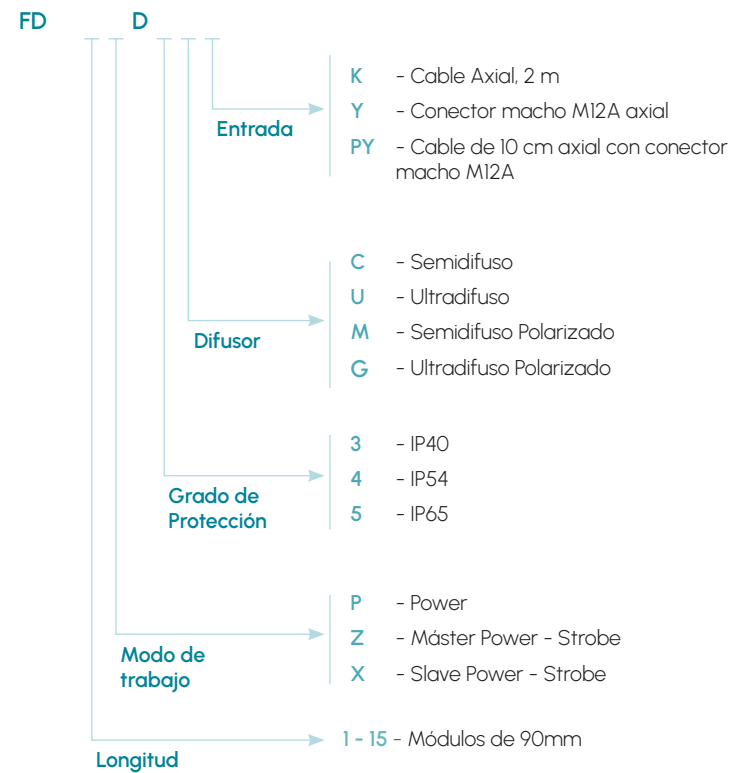 FD D
K - Cable Axial, 2 m
Y - Conector macho M12A axial
Entrada
PY - Cable de 10 cm axial con conector
macho M12A
C - Semidifuso
U - Ultradifuso
M - Semidifuso Polarizado
Difusor
G - Ultradifuso Polarizado
3 - IP40
4 - IP54
Grado de
Protección
5 - IP65
P - Power
Z - Máster Power - Strobe
Modo de
trabajo
X - Slave Power - Strobe
1 - 15 - Módulos de 90mm
Longitud